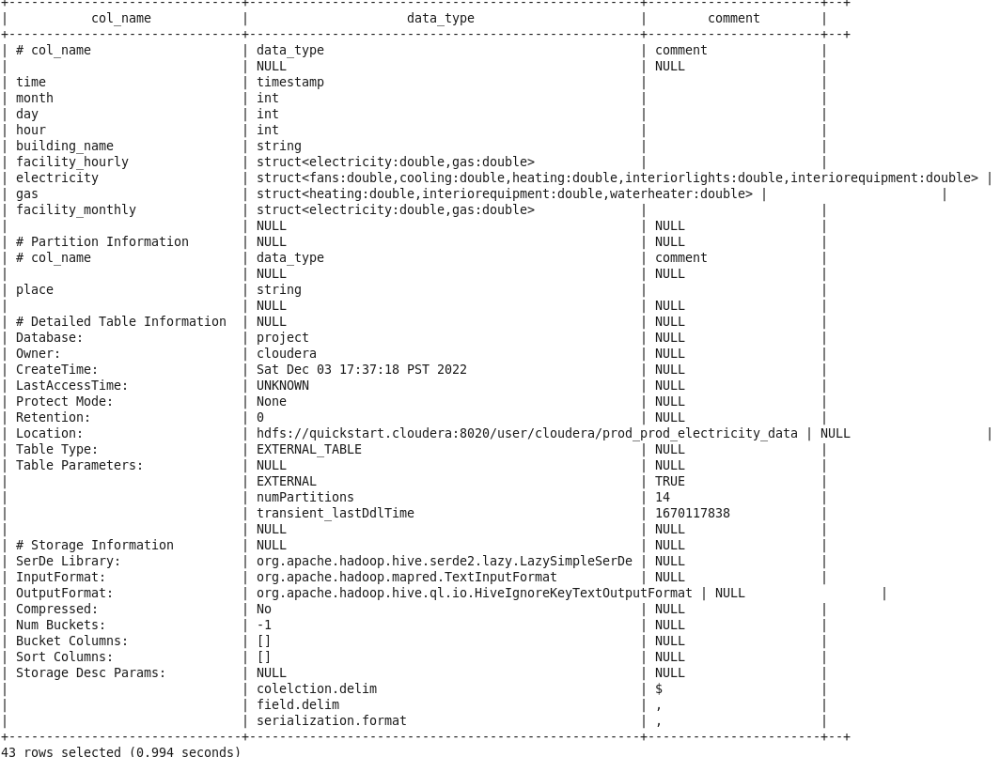 +-------------------------------+-----------------------------------------------------+-----------------------+--+
| col_name | data_type | comment |
+-------------------------------+-----------------------------------------------------+-----------------------+--+
| # col_name | data_type | comment |
| | NULL | NULL |
| time | timestamp | |
| month | int | |
| day | int | |
| hour | int | |
| building_name | string | |
| facility_hourly | struct<electricity:double,gas:double> | |
| electricity | struct<fans:double,cooling:double,heating:double,interiorlights:double,interiorequipment:double> |
| gas | struct<heating:double,interiorequipment:double,waterheater:double> | |
| facility_monthly | struct<electricity:double,gas:double> | |
| | NULL | NULL |
| # Partition Information | NULL | NULL |
| # col_name | data_type | comment |
| | NULL | NULL |
| place | string | |
| | NULL | NULL |
| # Detailed Table Information | NULL | NULL |
| Database: | project | NULL |
| Owner: | cloudera | NULL |
| CreateTime: | Sat Dec 03 17:37:18 PST 2022 | NULL |
| LastAccessTime: | UNKNOWN | NULL |
| Protect Mode: | None | NULL |
| Retention: | 0 | NULL |
| Location: | hdfs://quickstart.cloudera:8020/user/cloudera/prod_prod_electricity_data | NULL |
| Table Type: | EXTERNAL_TABLE | NULL |
| Table Parameters: | NULL | NULL |
| | EXTERNAL | TRUE |
| | numPartitions | 14 |
| | transient_lastDdlTime | 1670117838 |
| | NULL | NULL |
| # Storage Information | NULL | NULL |
| SerDe Library: | org.apache.hadoop.hive.serde2.lazy.LazySimpleSerDe | NULL |
| InputFormat: | org.apache.hadoop.mapred.TextInputFormat | NULL |
| OutputFormat: | org.apache.hadoop.hive.ql.io.HiveIgnoreKeyTextOutputFormat | NULL |
| Compressed: | No | NULL |
| Num Buckets: | -1 | NULL |
| Bucket Columns: | [] | NULL |
| Sort Columns: | [] | NULL |
| Storage Desc Params: | NULL | NULL |
| | colelction.delim | $ |
| | field.delim | , |
| | serialization.format | , |
+-------------------------------+-----------------------------------------------------+-----------------------+--+
43 rows selected (0.994 seconds)